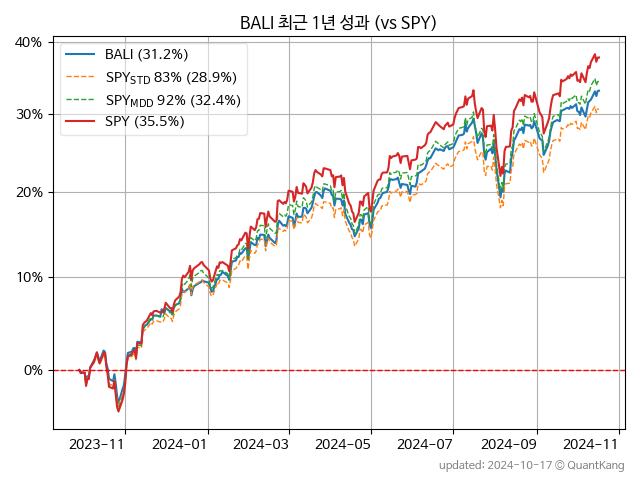 BALI 최근 1년 성과 (vs SPY)
40%
30%
20%
10%
0%
BALI (31.2%)
SPY_STD 83% (28.9%)
SPY_MDD 92% (32.4%)
SPY (35.5%)
2023-11
2024-01
2024-03
2024-05
2024-07
2024-09
2024-11
updated: 2024-10-17 © QuantKang